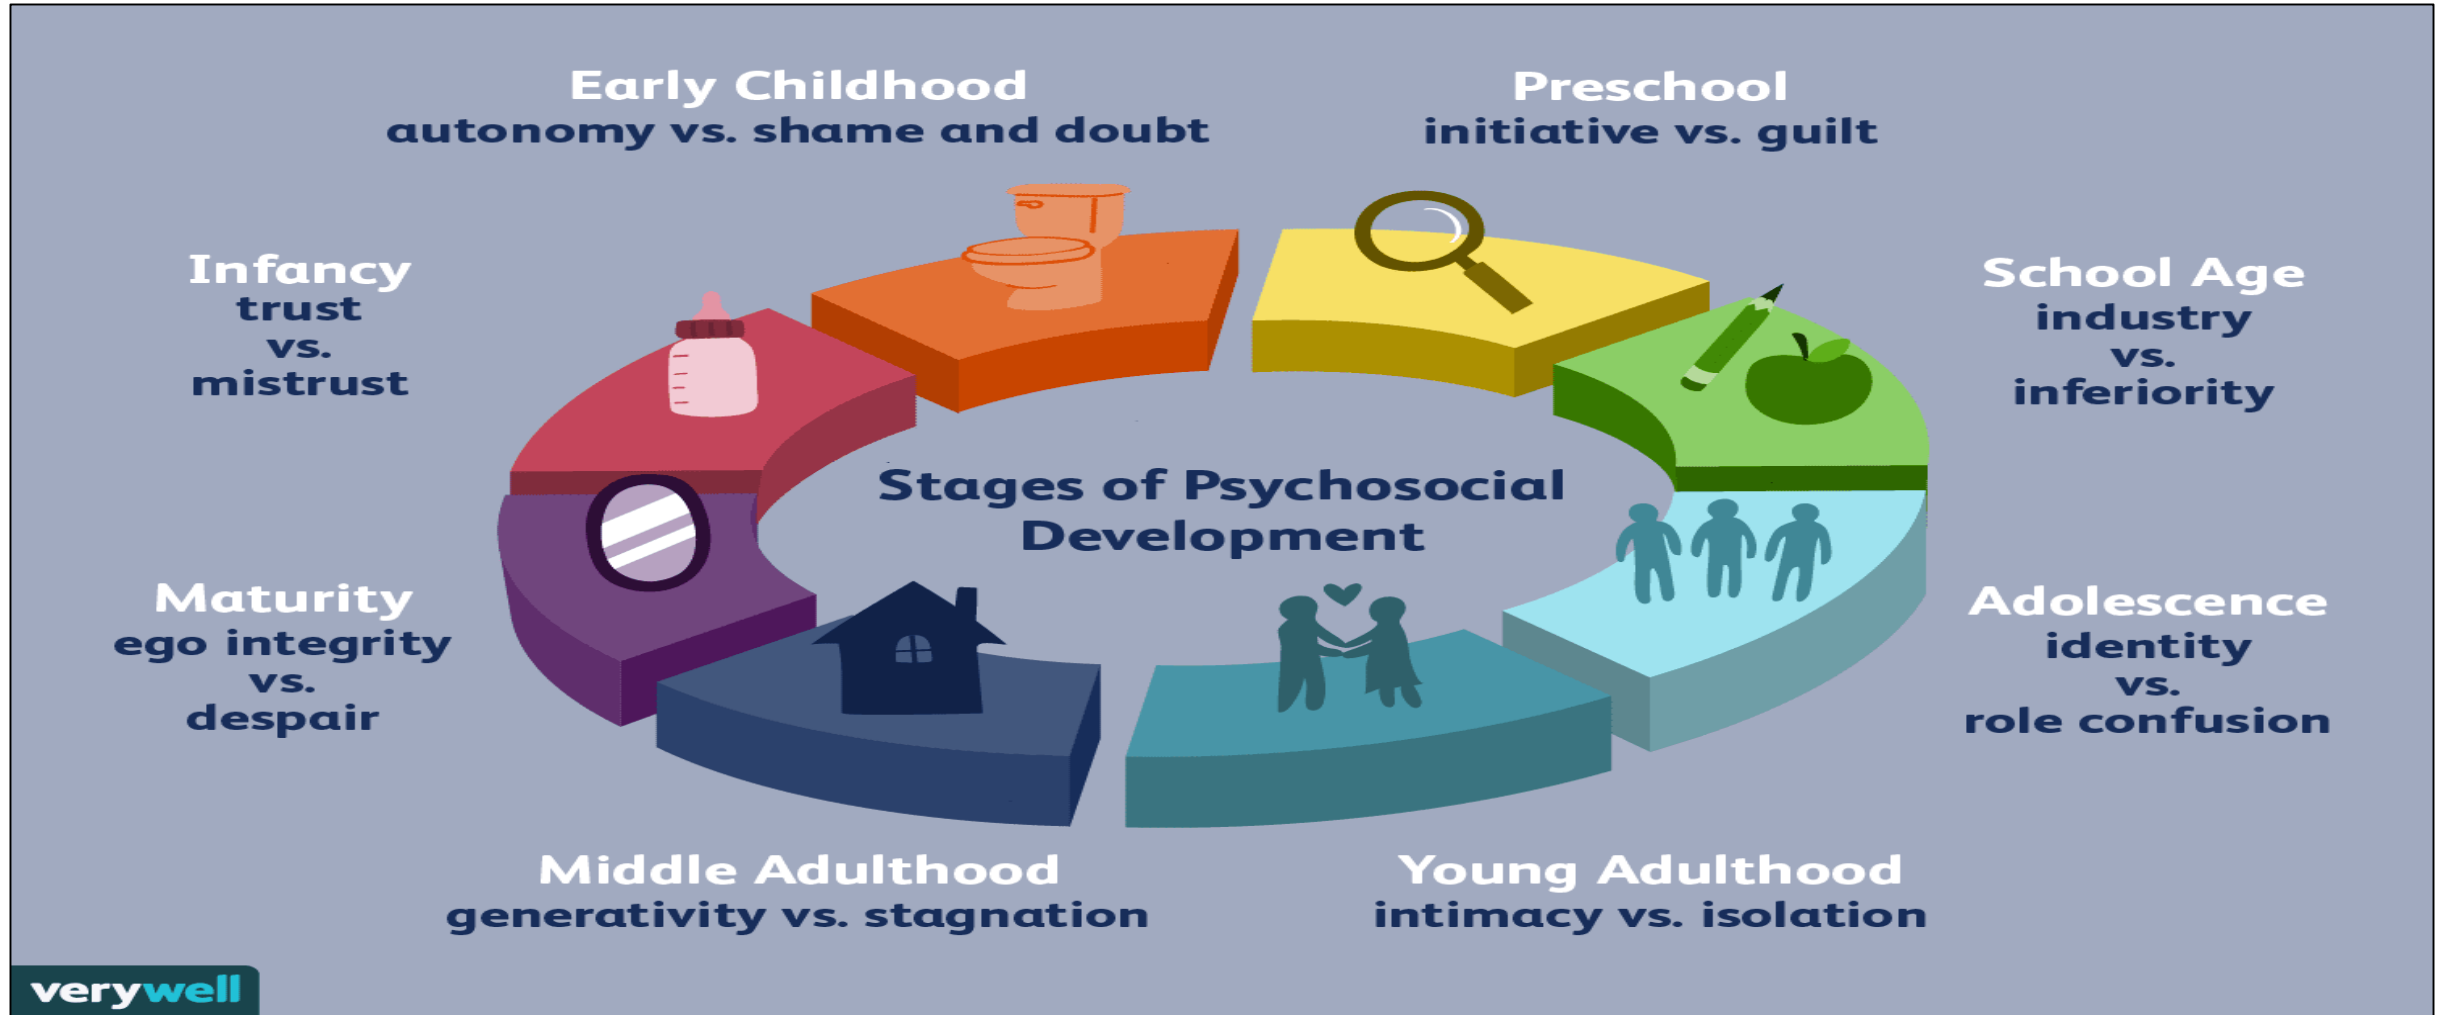 Early Childhood
autonomy vs. shame and doubt
Preschool
initiative vs. guilt
Infancy
trust
vs.
mistrust
School Age
industry
vs.
inferiority
Stages of Psychosocial
Development
Maturity
ego integrity
vs.
despair
Adolescence
identity
vs.
role confusion
Middle Adulthood
generativity vs. stagnation
Young Adulthood
intimacy vs. isolation
verywell